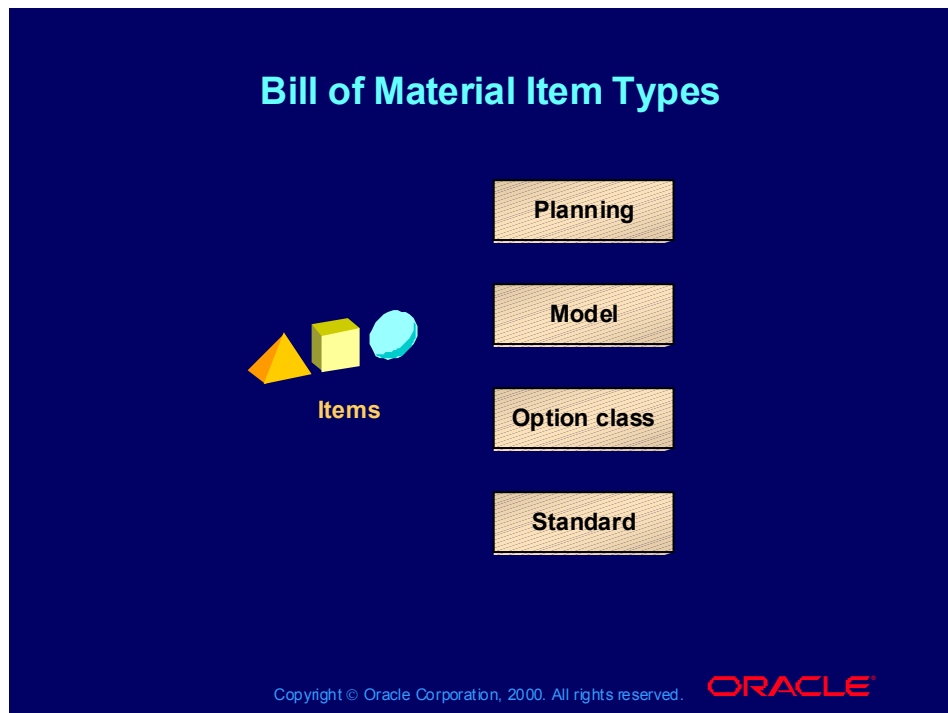 Bill of Material Item Types
Planning
Model
Items
Option class
Standard
Copyright © Oracle Corporation, 2000. All rights reserved.
ORACLE®